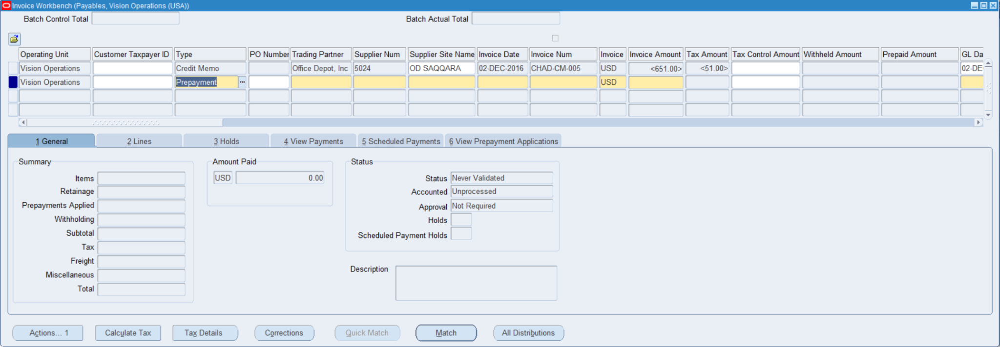 Invoice Workbench (Payables, Vision Operations (USA))
Batch Control Total Batch Actual Total
Operating Unit Customer Taxpayer ID Type PO Number Trading Partner Supplier Num Supplier Site Name Invoice Date Invoice Num Invoice Invoice Amount Tax Amount Tax Control Amount Withheld Amount Prepaid Amount GL Da
Vision Operations Credit Memo Office Depot, Inc 5024 OD SAQQARA 02-DEC-2016 CHAD-CM-005 USD <651.00> <51.00> 02-DE
Vision Operations Prepayment ... USD
1 General 2 Lines 3 Holds 4 View Payments 5 Scheduled Payments 6 View Prepayment Applications
Summary Amount Paid Status
Items USD 0.00 Status Never Validated
Retainage Accounted Unprocessed
Prepayments Applied Approval Not Required
Withholding Holds
Subtotal Scheduled Payment Holds
Tax
Freight
Miscellaneous Description
Total
Actions... 1 Calculate Tax Tax Details Corrections Quick Match Match All Distributions